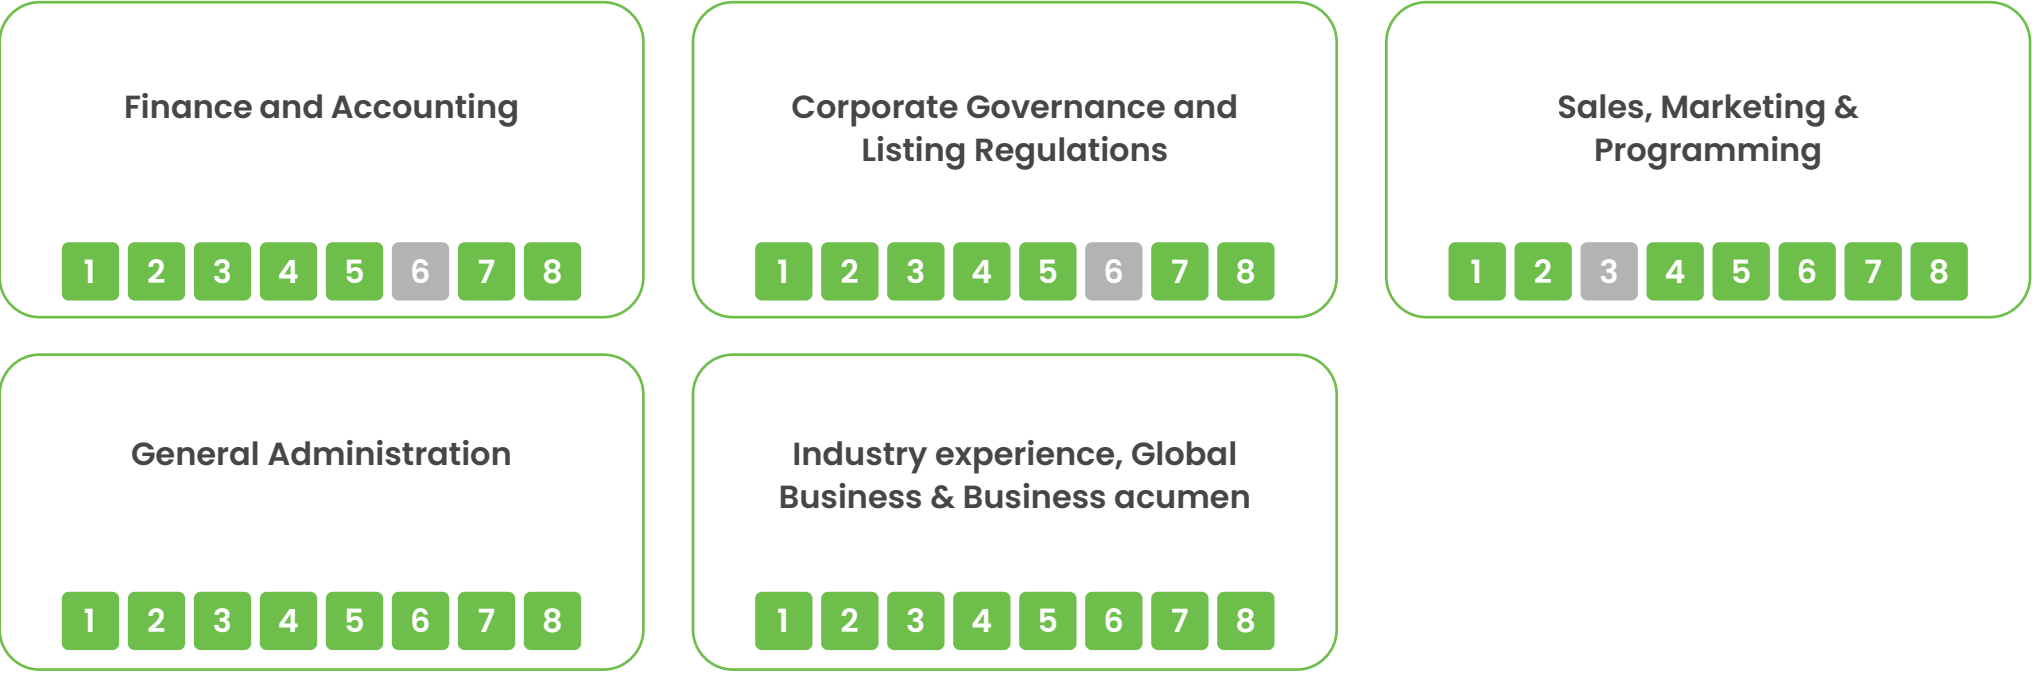 Finance and Accounting
1 2 3 4 5 6 7 8
Corporate Governance and
Listing Regulations
1 2 3 4 5 6 7 8
Sales, Marketing &
Programming
1 2 3 4 5 6 7 8
General Administration
1 2 3 4 5 6 7 8
Industry experience, Global
Business & Business acumen
1 2 3 4 5 6 7 8